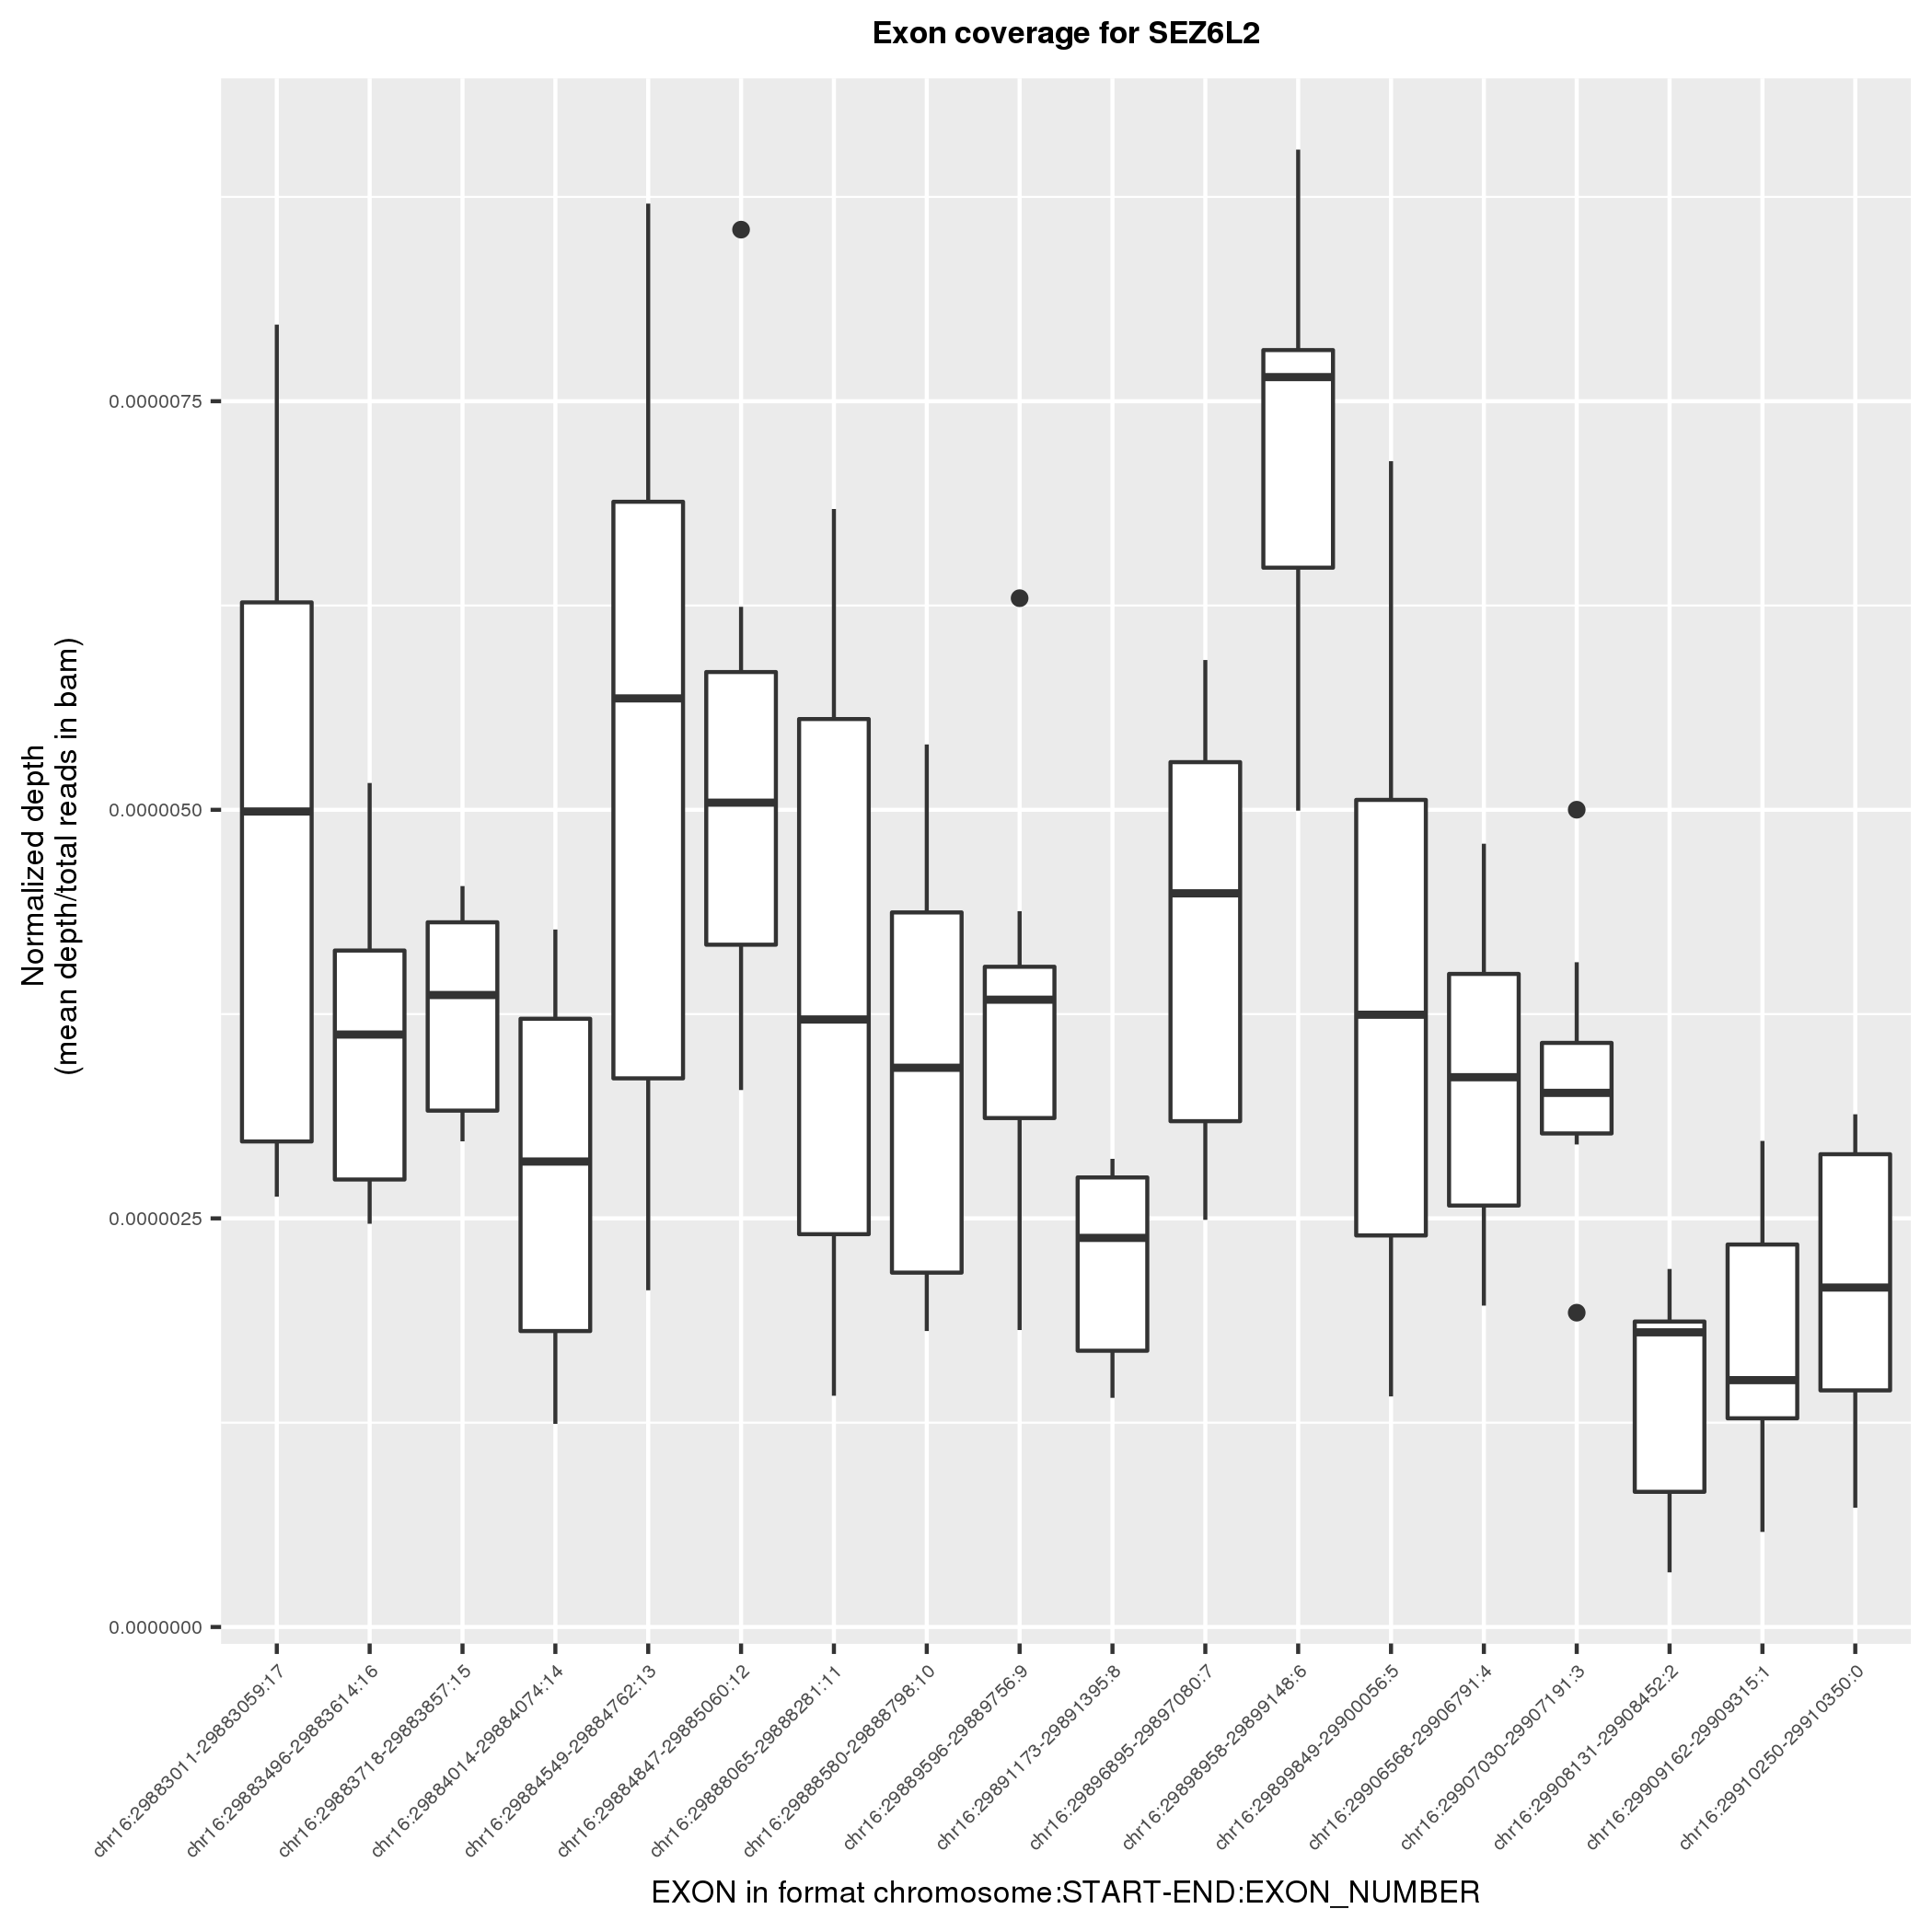 Exon coverage for SEZ6L2
Normalized depth
(mean depth/total reads in bam)
0.0000075
0.0000050
0.0000025
0.0000000
chr16:29883011-29883059:17
chr16:29883496-29883614:16
chr16:29883718-29883857:15
chr16:29884014-29884074:14
chr16:29884549-29884762:13
chr16:29884847-29885060:12
chr16:29888065-29888281:11
chr16:29888580-29888798:10
chr16:29889596-29889756:9
chr16:29891173-29891395:8
chr16:29896895-29897080:7
chr16:29898958-29899148:6
chr16:29899849-29900056:5
chr16:29906568-29906791:4
chr16:29907030-29907191:3
chr16:29908131-29908452:2
chr16:29909162-29909315:1
chr16:29910250-29910350:0
EXON in format chromosome:START-END:EXON_NUMBER